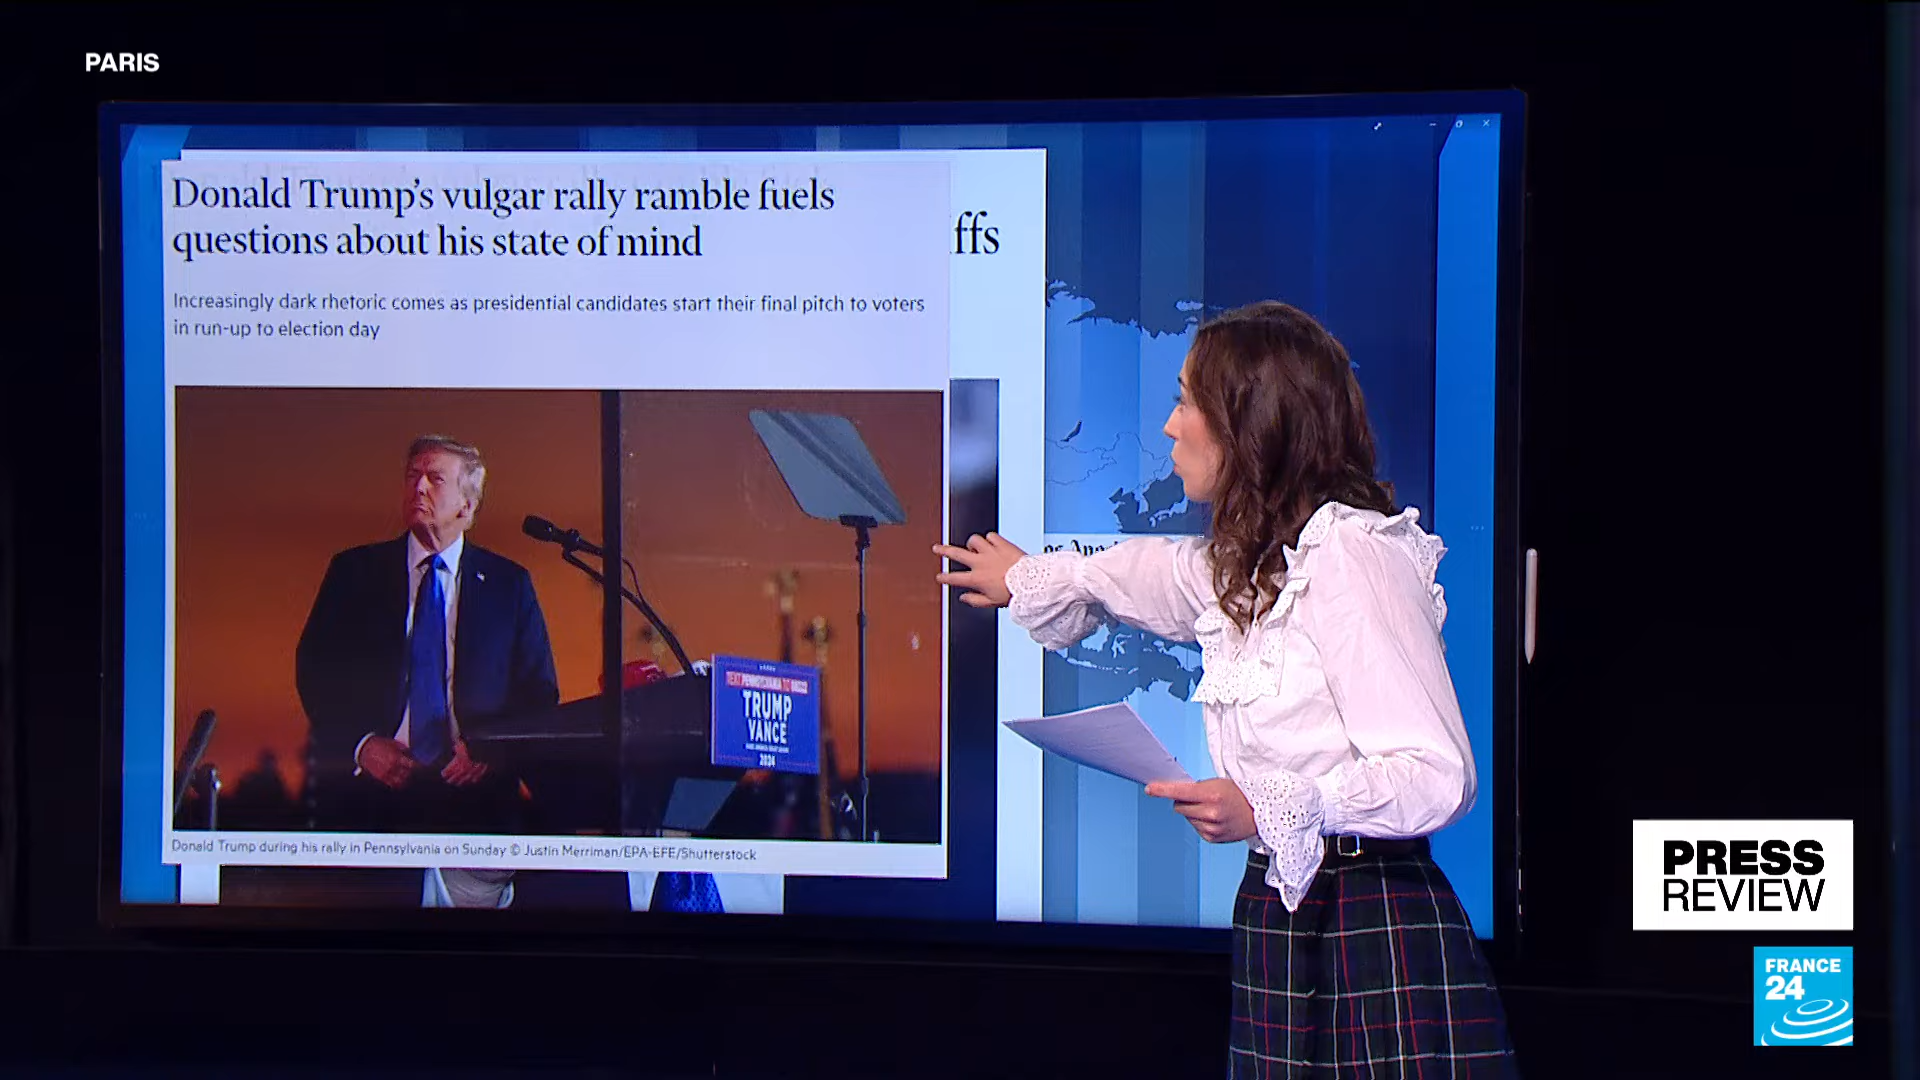 PARIS
Donald Trump's vulgar rally ramble fuels
questions about his state of mind
ffs
Increasingly dark rhetoric comes as presidential candidates start their final pitch to voters
in run-up to election day
TRUMP
VANCE
2024
Donald Trump during his rally in Pennsylvania on Sunday © Justin Merriman/EPA-EFE/Shutterstock
PRESS
REVIEW
FRANCE
24